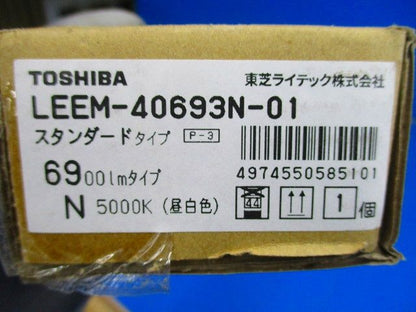 TOSHIBA 東芝ライテック株式会社
LEEM-40693N-01
スタンダードタイプ P-3
6900lmタイプ
4974550585101
N 5000K (昼白色) 44 1個